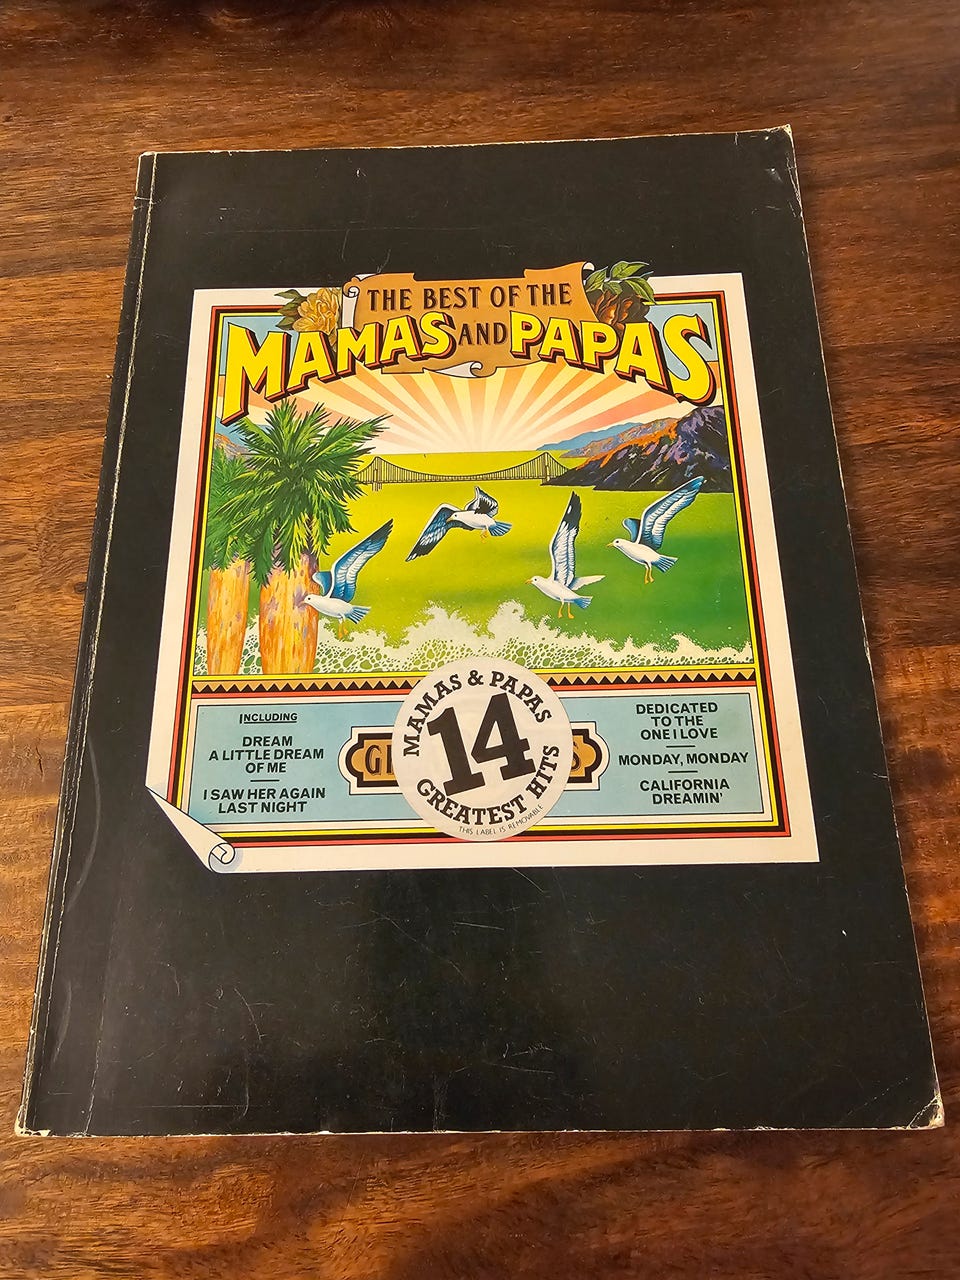 THE BEST OF THE
MAMAS AND PAPAS
INCLUDING
DREAM
A LITTLE DREAM
OF ME
I SAW HER AGAIN
LAST NIGHT
MAMAS & PAPAS
14
GREATEST HITS
THIS LABEL IS REMOVABLE
DEDICATED
TO THE
ONE I LOVE
MONDAY, MONDAY
CALIFORNIA
DREAMIN'